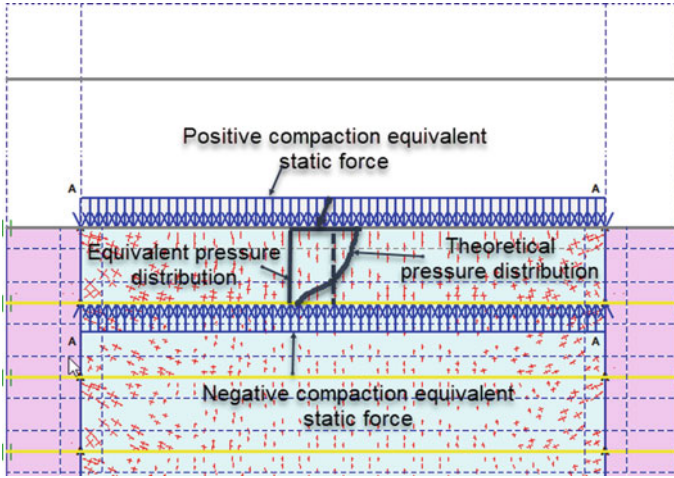 Positive compaction equivalent
static force
A
A
Equivalent pressure
distribution
Theoretical
pressure distribution
A
A
Negative compaction equivalent
static force